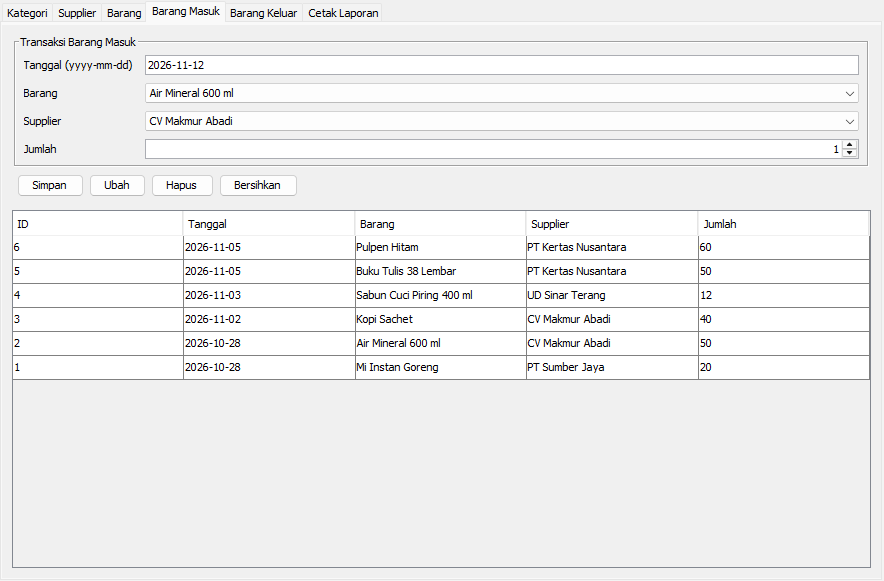 Kategori Supplier Barang Barang Masuk Barang Keluar Cetak Laporan
Transaksi Barang Masuk
Tanggal (yyyy-mm-dd) 2026-11-12
Barang Air Mineral 600 ml
Supplier CV Makmur Abadi
Jumlah 1
Simpan Ubah Hapus Bersihkan
ID Tanggal Barang Supplier Jumlah
6 2026-11-05 Pulpen Hitam PT Kertas Nusantara 60
5 2026-11-05 Buku Tulis 38 Lembar PT Kertas Nusantara 50
4 2026-11-03 Sabun Cuci Piring 400 ml UD Sinar Terang 12
3 2026-11-02 Kopi Sachet CV Makmur Abadi 40
2 2026-10-28 Air Mineral 600 ml CV Makmur Abadi 50
1 2026-10-28 Mi Instan Goreng PT Sumber Jaya 20